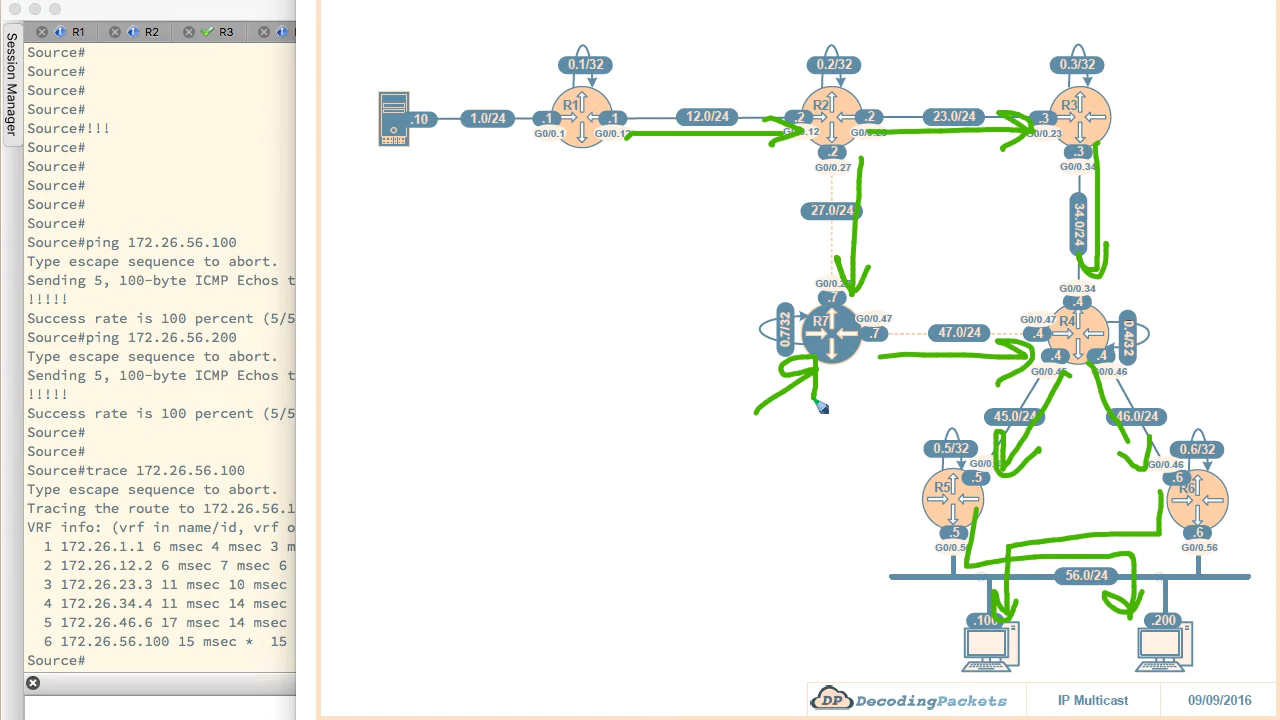 Session Manager
R1
R2
R3
Source#
Source#
Source#
Source#
Source#!!!
Source#
Source#
Source#
Source#
Source#
Source#ping 172.26.56.100
Type escape sequence to abort.
Sending 5, 100-byte ICMP Echos t
!!!!!
Success rate is 100 percent (5/5
Source#ping 172.26.56.200
Type escape sequence to abort.
Sending 5, 100-byte ICMP Echos t
!!!!!
Success rate is 100 percent (5/5
Source#
Source#
Source#trace 172.26.56.100
Type escape sequence to abort.
Tracing the route to 172.26.56.1
VRF info: (vrf in name/id, vrf o
1 172.26.1.1 6 msec 4 msec 3 m
2 172.26.12.2 6 msec 7 msec 6
3 172.26.23.3 11 msec 10 msec
4 172.26.34.4 11 msec 14 msec
5 172.26.46.6 17 msec 14 msec
6 172.26.56.100 15 msec * 15
Source#
0.1/32
0.2/32
0.3/32
R1
R2
R3
.10
1.0/24
.1
.1
12.0/24
.2
.2
23.0/24
.3
G0/0.1
G0/0.12
G0/0.23
.2
.3
G0/0.27
G0/0.34
27.0/24
34.0/24
G0/0.34
.7
.4
0.7/32
R7
G0/0.47
.7
47.0/24
G0/0.47
.4
R4
0.4/32
.4
.4
G0/0.46
45.0/24
46.0/24
0.5/32
0.6/32
G0/0.46
.5
.6
R5
R6
.5
.6
G0/0.56
56.0/24
.100
.200
DP DecodingPackets
IP Multicast
09/09/2016